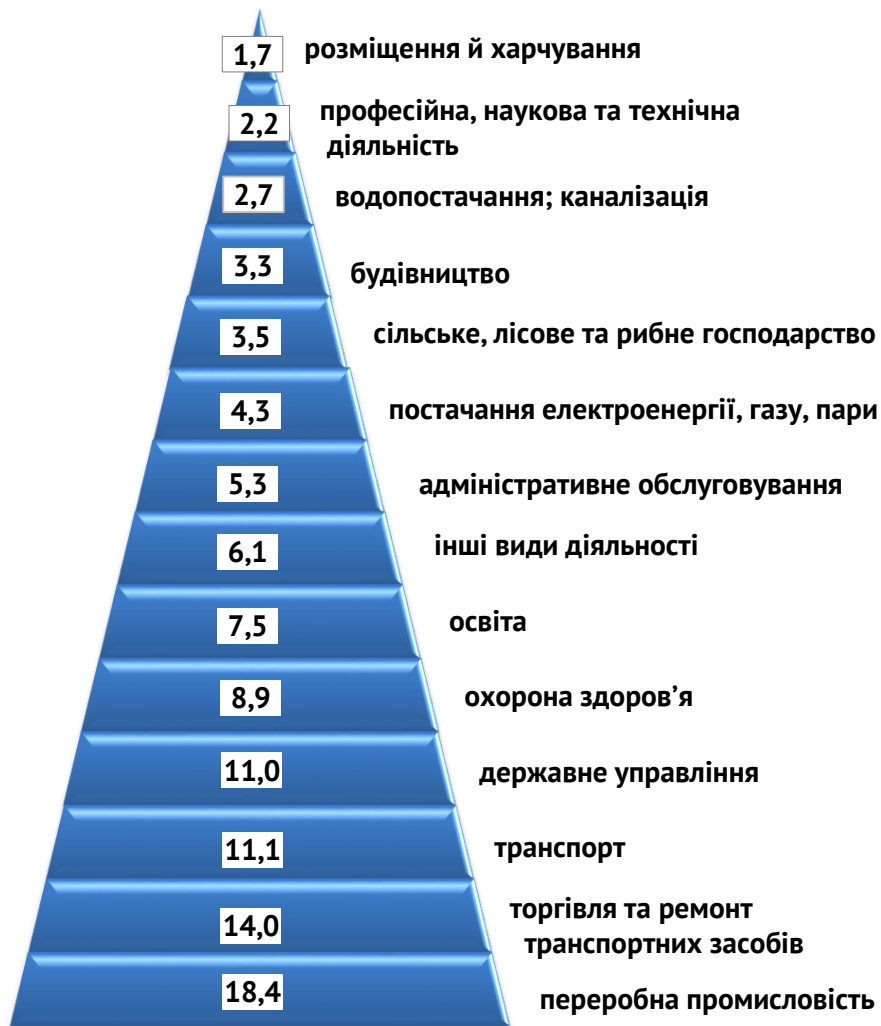 1,7 розміщення й харчування
2,2 професійна, наукова та технічна
діяльність
2,7 водопостачання; каналізація
3,3 будівництво
3,5 сільське, лісове та рибне господарство
4,3 постачання електроенергії, газу, пари
5,3 адміністративне обслуговування
6,1 інші види діяльності
7,5 освіта
8,9 охорона здоров’я
11,0 державне управління
11,1 транспорт
14,0 торгівля та ремонт
транспортних засобів
18,4 переробна промисловість